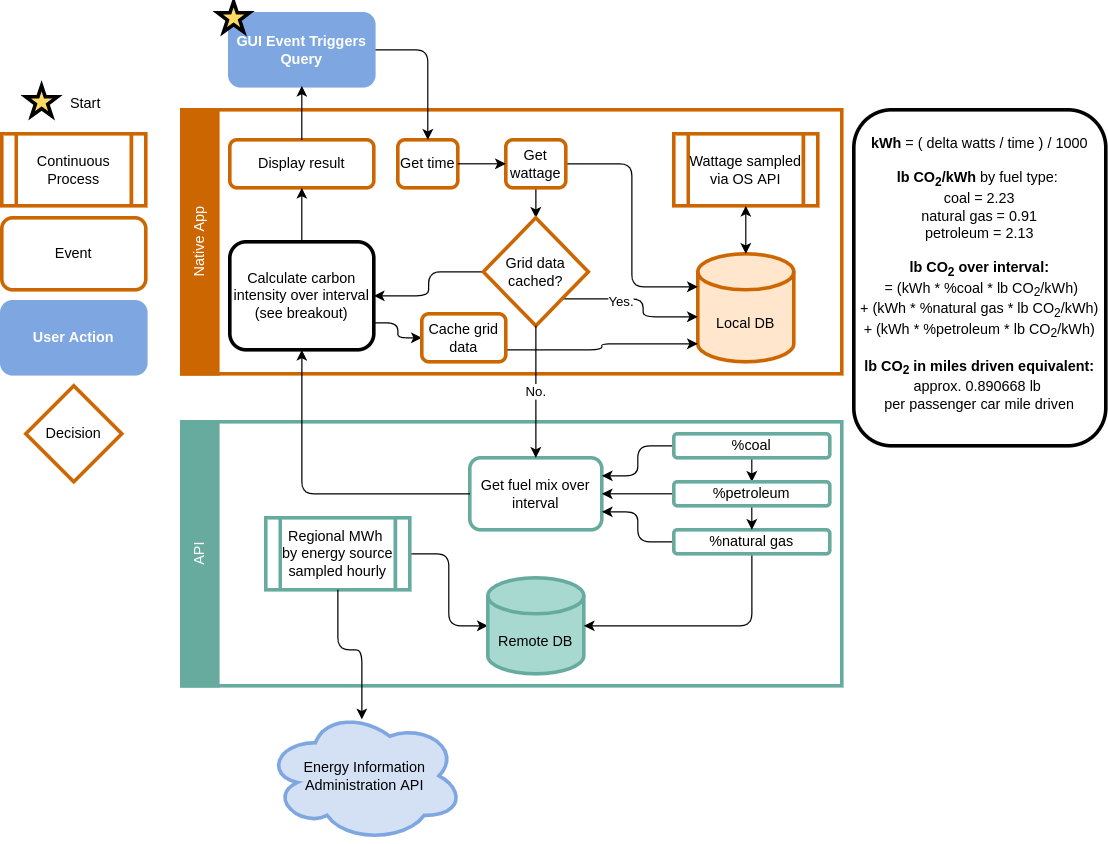 GUI Event Triggers
Query
Start
Continuous
Process
Event
User Action
Decision
Native App
Display result
Get time
Get
wattage
Wattage sampled
via OS API
Calculate carbon
intensity over interval
(see breakout)
Grid data
cached?
Yes.
Cache grid
data
Local DB
No.
API
Get fuel mix over
interval
%coal
%petroleum
%natural gas
Regional MWh
by energy source
sampled hourly
Remote DB
Energy Information
Administration API
kWh = ( delta watts / time ) / 1000
lb CO2/kWh by fuel type:
coal = 2.23
natural gas = 0.91
petroleum = 2.13
lb CO2 over interval:
= (kWh * %coal * lb CO2/kWh)
+ (kWh * %natural gas * lb CO2/kWh)
+ (kWh * %petroleum * lb CO2/kWh)
lb CO2 in miles driven equivalent:
approx. 0.890668 lb
per passenger car mile driven